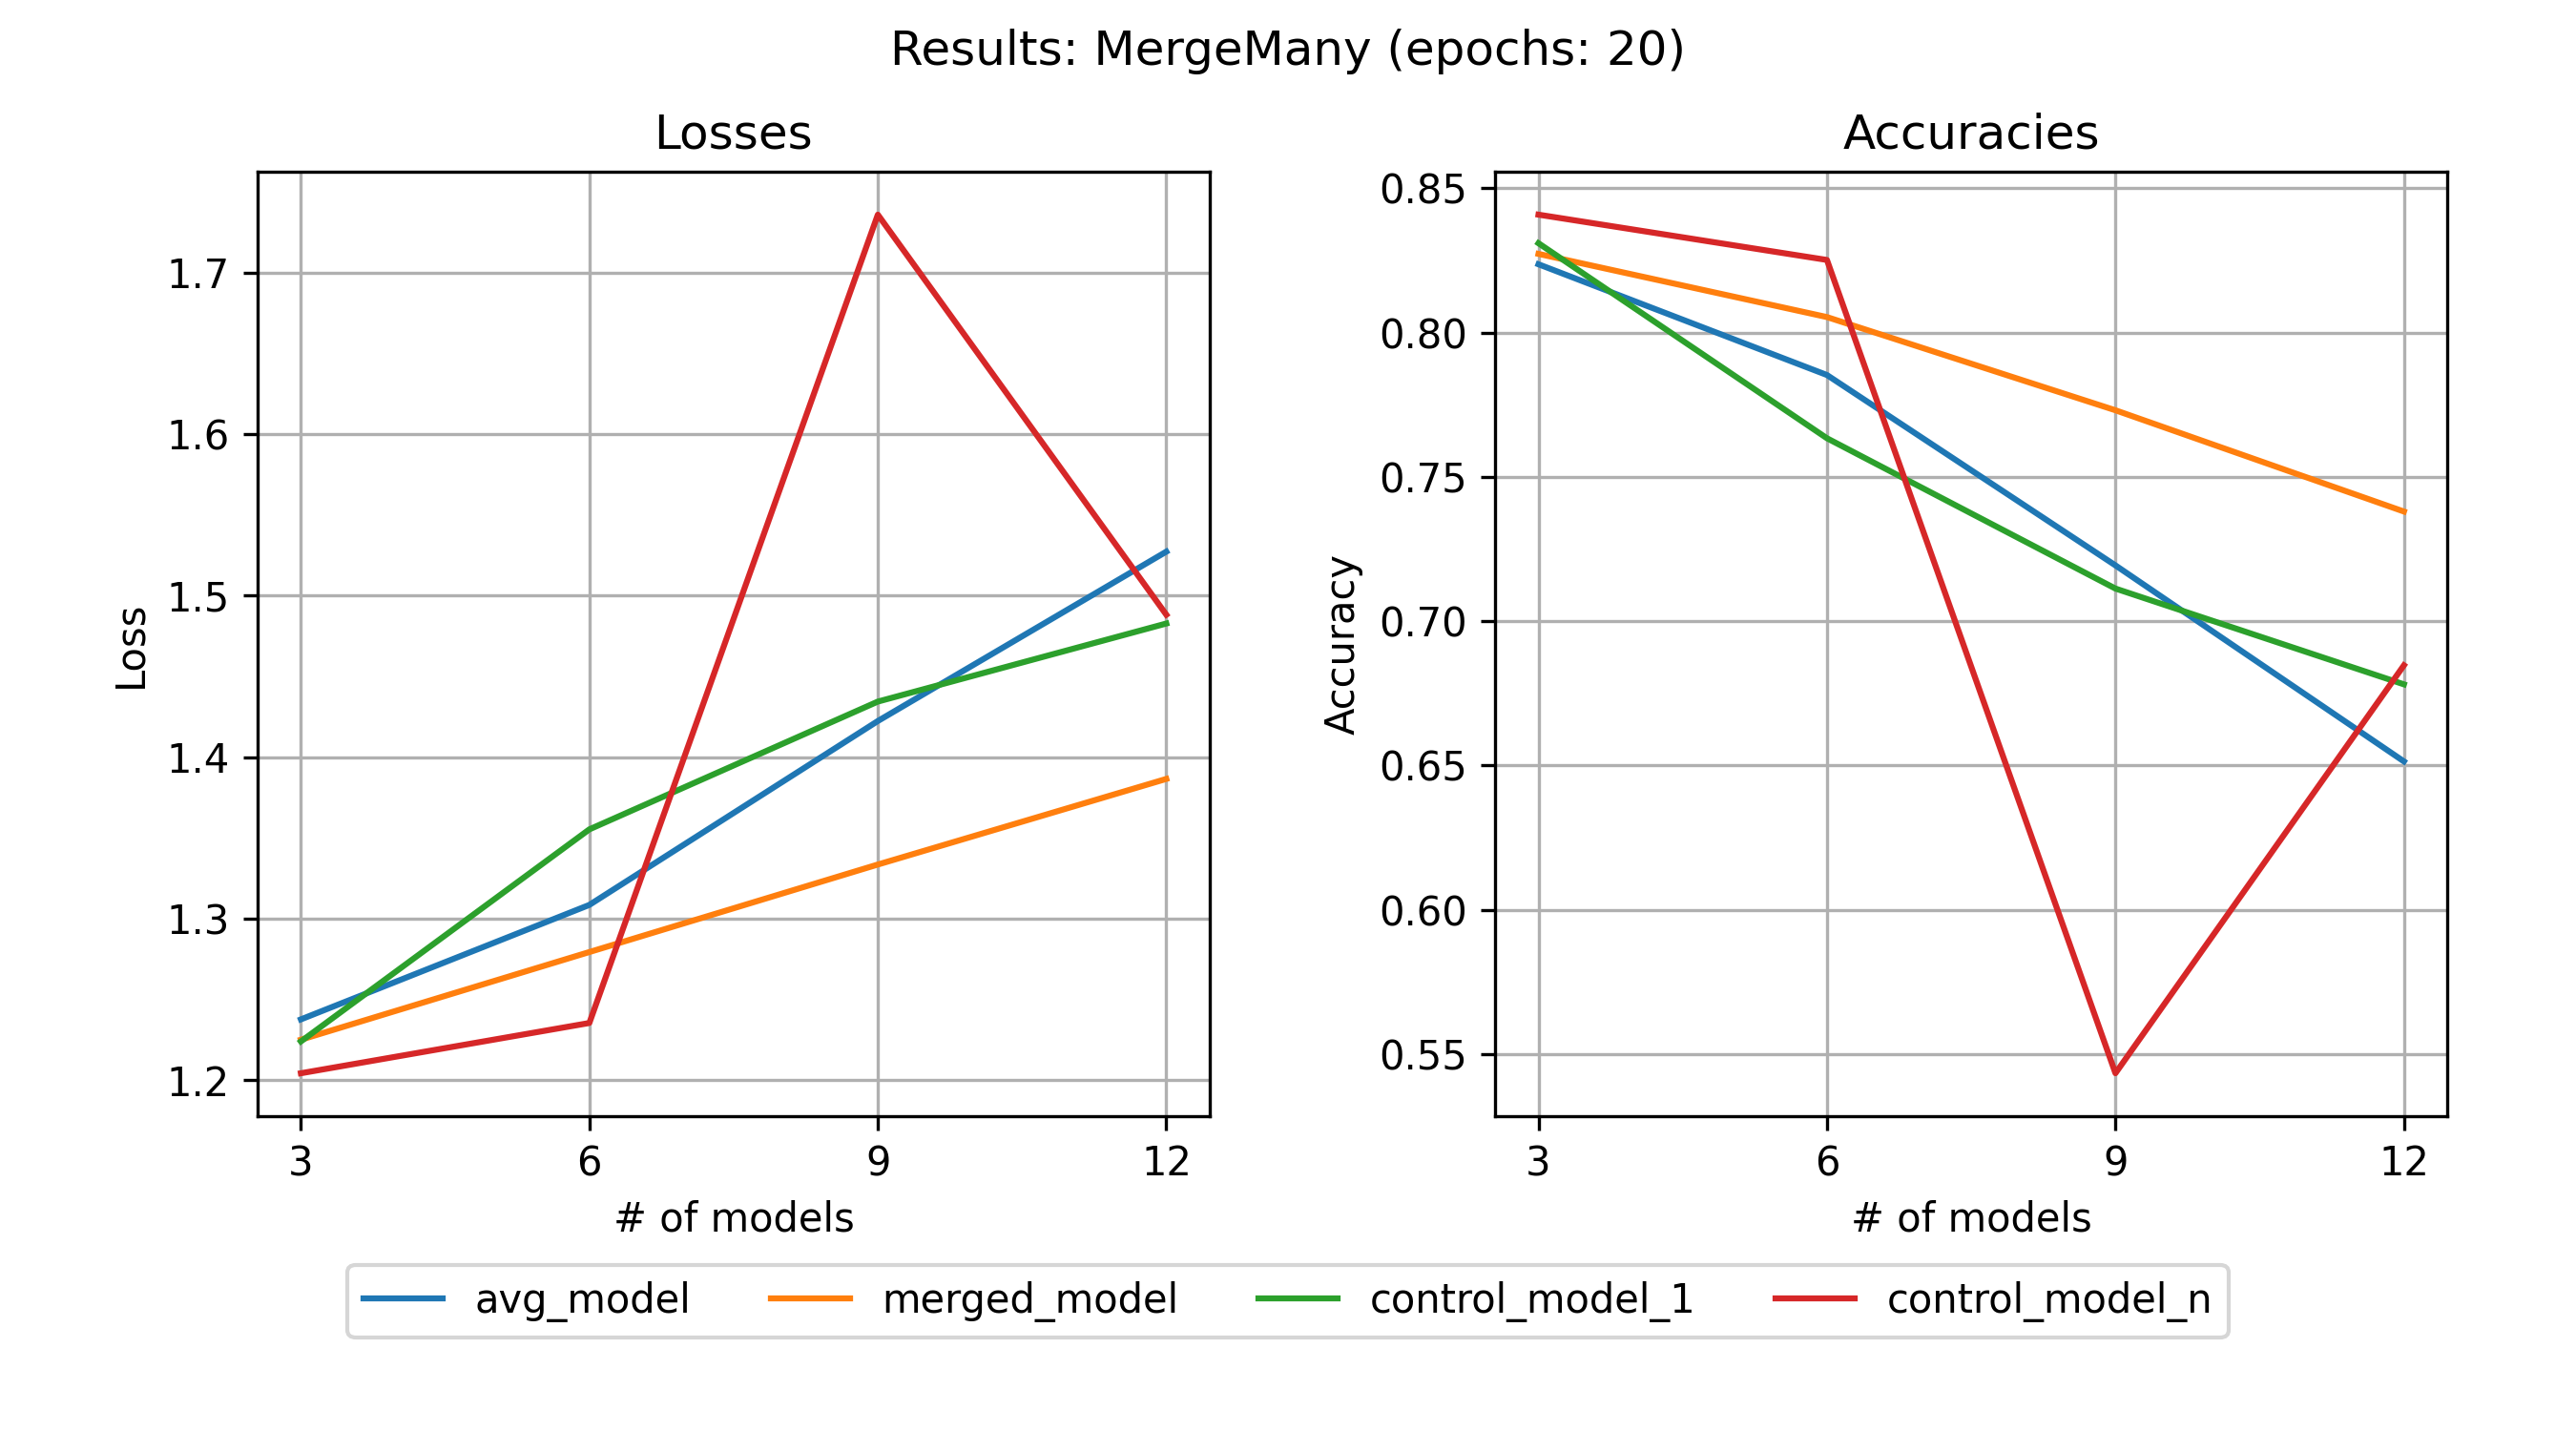 Results: MergeMany (epochs: 20)
Losses
1.7
1.6
1.5
1.4
1.3
1.2
Loss
3 6 9 12
# of models
Accuracies
0.85
0.80
0.75
0.70
0.65
0.60
0.55
Accuracy
3 6 9 12
# of models
avg_model merged_model control_model_1 control_model_n